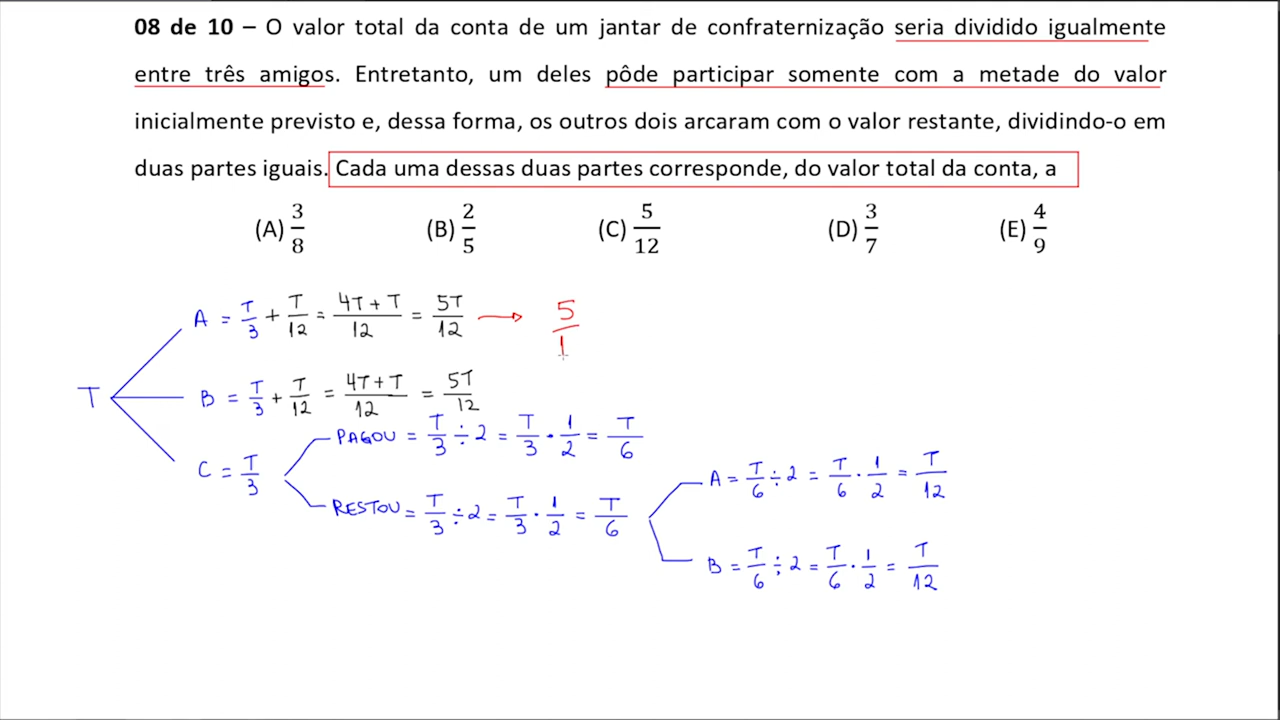 08 de 10 – O valor total da conta de um jantar de confraternização seria dividido igualmente
entre três amigos. Entretanto, um deles pôde participar somente com a metade do valor
inicialmente previsto e, dessa forma, os outros dois arcaram com o valor restante, dividindo-o em
duas partes iguais. Cada uma dessas duas partes corresponde, do valor total da conta, a
(A) 3/8 (B) 2/5 (C) 5/12 (D) 3/7 (E) 4/9
A = T/3 + T/12 = 4T + T/12 = 5T/12 → 5/1
T
B = T/3 + T/12 = 4T + T/12 = 5T/12
PAGOU = T/3 ÷ 2 = T/3 · 1/2 = T/6
C = T/3
RESTOU = T/3 ÷ 2 = T/3 · 1/2 = T/6
A = T/6 ÷ 2 = T/6 · 1/2 = T/12
B = T/6 ÷ 2 = T/6 · 1/2 = T/12